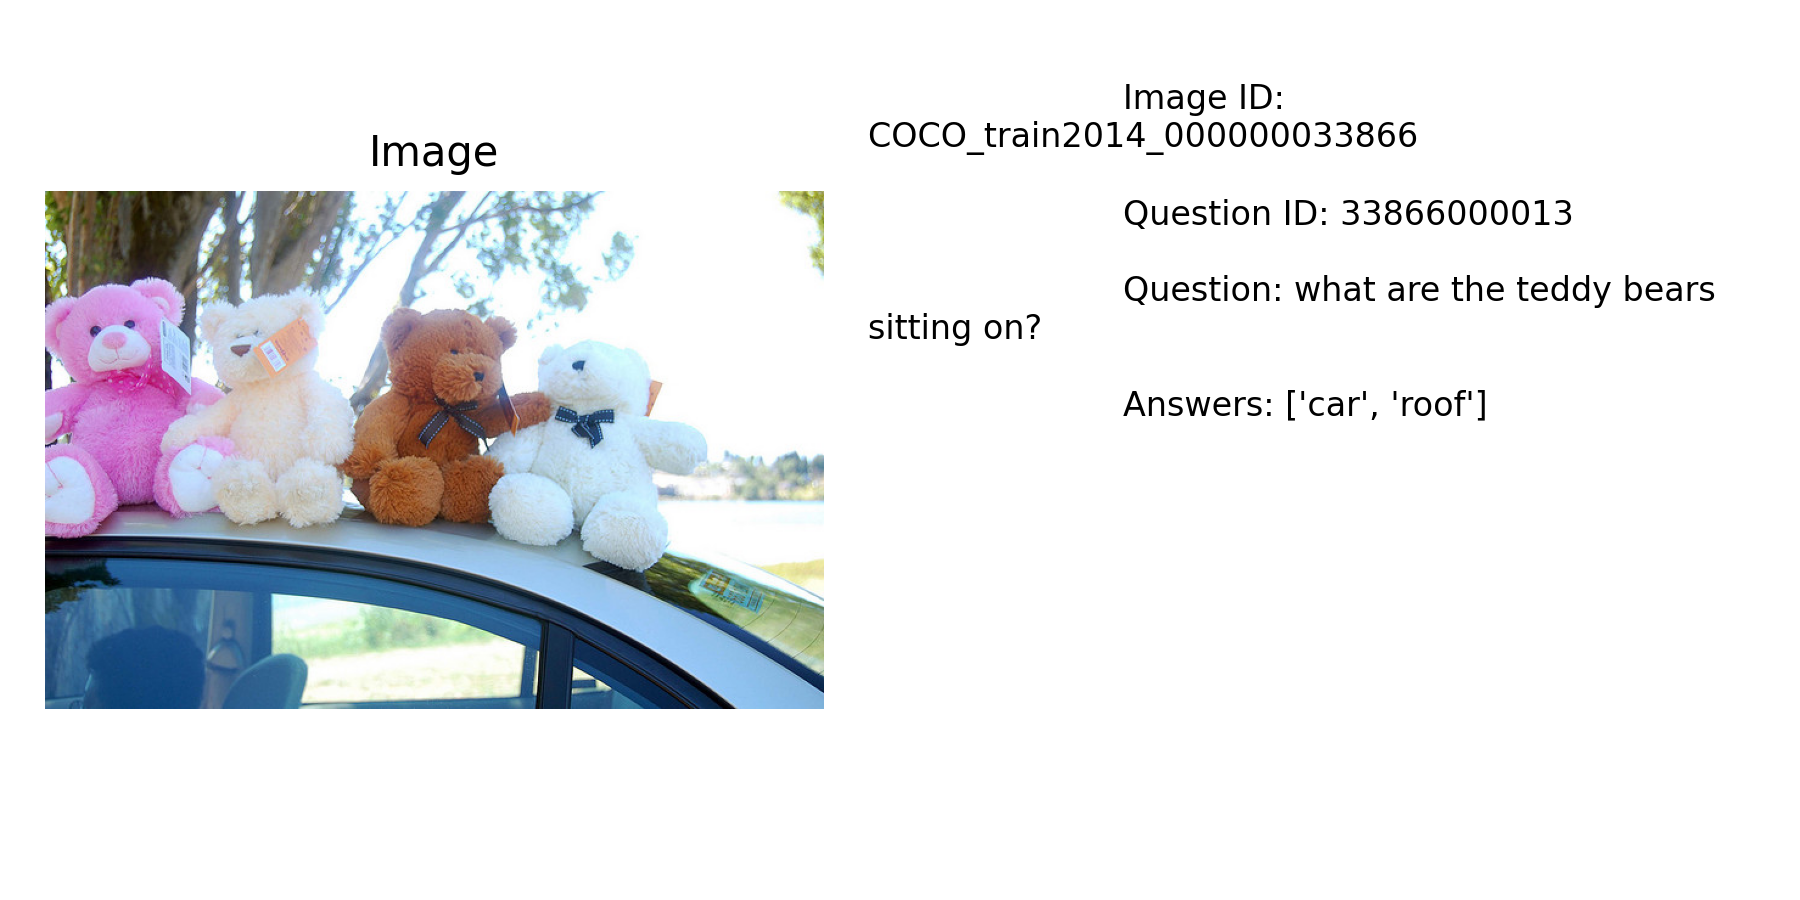 Image
Image ID:
COCO_train2014_000000033866
Question ID: 33866000013
Question: what are the teddy bears
sitting on?
Answers: ['car', 'roof']